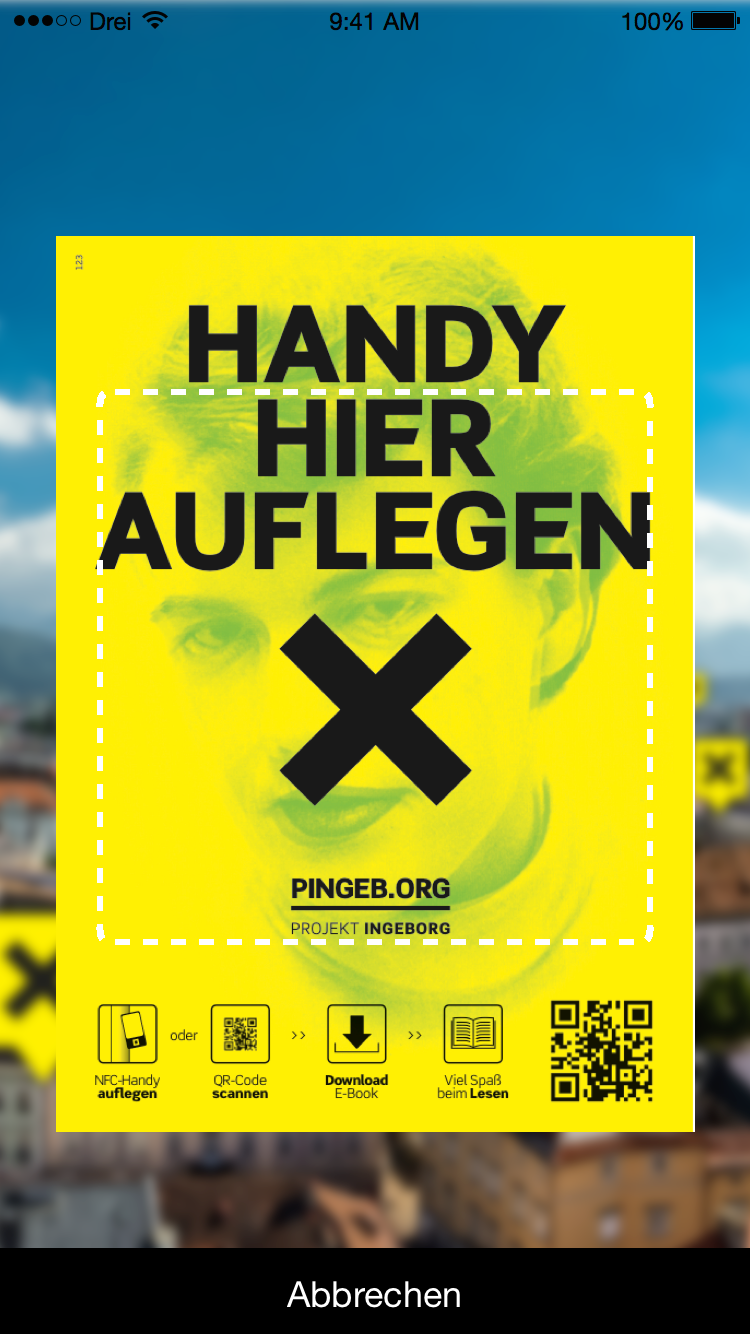 Drei 9:41 AM 100%
123
HANDY
HIER
AUFLEGEN
PINGEB.ORG
PROJEKT INGEBORG
oder >> >>
NFC-Handy QR-Code Download Viel Spaß
auflegen scannen E-Book beim Lesen
Abbrechen